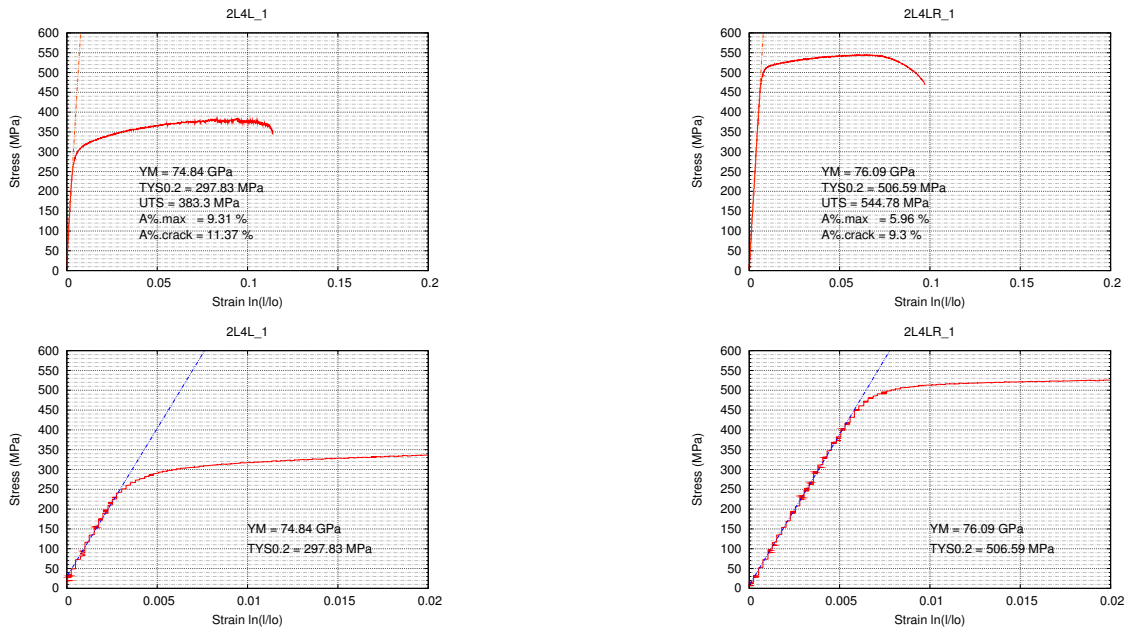 2L4L_1
600
550
500
450
400
350
300
250
200
150
100
50
0
Stress (MPa)
YM = 74.84 GPa
TYS0.2 = 297.83 MPa
UTS = 383.3 MPa
A%.max = 9.31 %
A%.crack = 11.37 %
0 0.05 0.1 0.15 0.2
Strain ln(l/lo)
2L4LR_1
600
550
500
450
400
350
300
250
200
150
100
50
0
Stress (MPa)
YM = 76.09 GPa
TYS0.2 = 506.59 MPa
UTS = 544.78 MPa
A%.max = 5.96 %
A%.crack = 9.3 %
0 0.05 0.1 0.15 0.2
Strain ln(l/lo)
2L4L_1
600
550
500
450
400
350
300
250
200
150
100
50
0
Stress (MPa)
YM = 74.84 GPa
TYS0.2 = 297.83 MPa
0 0.005 0.01 0.015 0.02
Strain ln(l/lo)
2L4LR_1
600
550
500
450
400
350
300
250
200
150
100
50
0
Stress (MPa)
YM = 76.09 GPa
TYS0.2 = 506.59 MPa
0 0.005 0.01 0.015 0.02
Strain ln(l/lo)